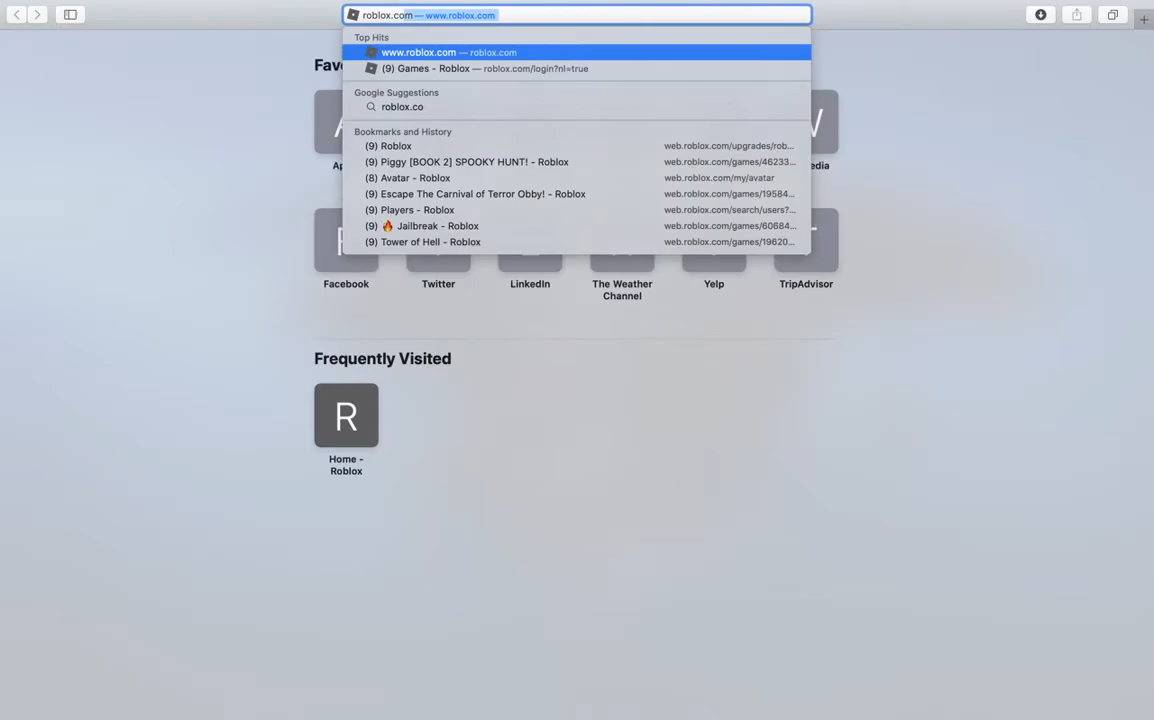 roblox.com — www.roblox.com
Top Hits
www.roblox.com — roblox.com
(9) Games - Roblox — roblox.com/login?nl=true
Google Suggestions
roblox.co
Bookmarks and History
(9) Roblox web.roblox.com/upgrades/rob...
(9) Piggy [BOOK 2] SPOOKY HUNT! - Roblox web.roblox.com/games/46233...
(8) Avatar - Roblox web.roblox.com/my/avatar
(9) Escape The Carnival of Terror Obby! - Roblox web.roblox.com/games/19584...
(9) Players - Roblox web.roblox.com/search/users?...
(9) 🔥 Jailbreak - Roblox web.roblox.com/games/60684...
(9) Tower of Hell - Roblox web.roblox.com/games/19620...
Facebook
Twitter
LinkedIn
The Weather
Channel
Yelp
TripAdvisor
Frequently Visited
R
Home -
Roblox